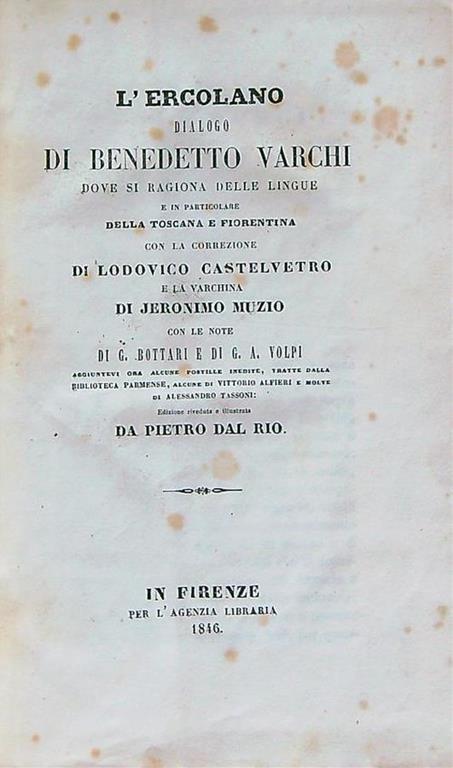 L'ERCOLANO
DIALOGO
DI BENEDETTO VARCHI
DOVE SI RAGIONA DELLE LINGUE
E IN PARTICOLARE
DELLA TOSCANA E FIORENTINA
CON LA CORREZIONE
DI LODOVICO CASTELVETRO
E LA VARCHINA
DI JERONIMO MUZIO
CON LE NOTE
DI G. BOTTARI E DI G. A. VOLPI
AGGIUNTEVI ORA ALCUNE POSTILLE INEDITE, TRATTE DALLA
BIBLIOTECA PARMENSE, ALCUNE DI VITTORIO ALFIERI E MOLTE
DI ALESSANDRO TASSONI:
Edizione riveduta e illustrata
DA PIETRO DAL RIO.
IN FIRENZE
PER L'AGENZIA LIBRARIA
1846.